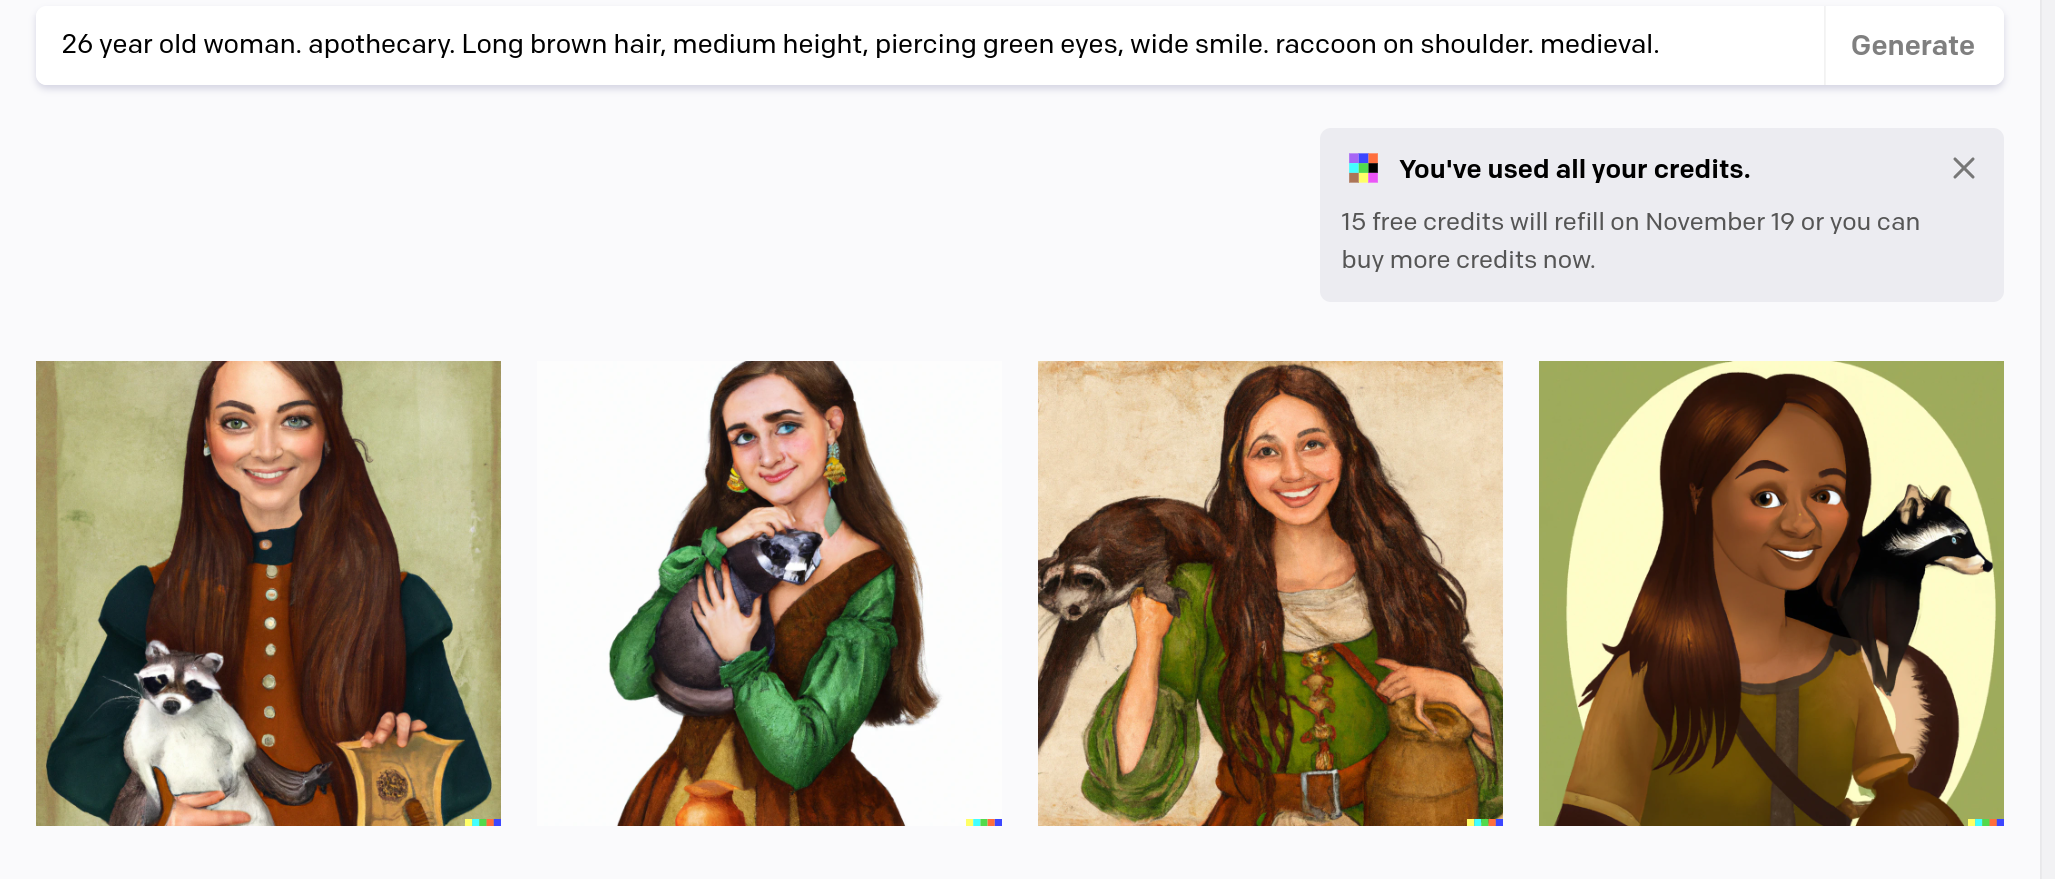 26 year old woman. apothecary. Long brown hair, medium height, piercing green eyes, wide smile. raccoon on shoulder. medieval.
Generate
You've used all your credits.
15 free credits will refill on November 19 or you can
buy more credits now.